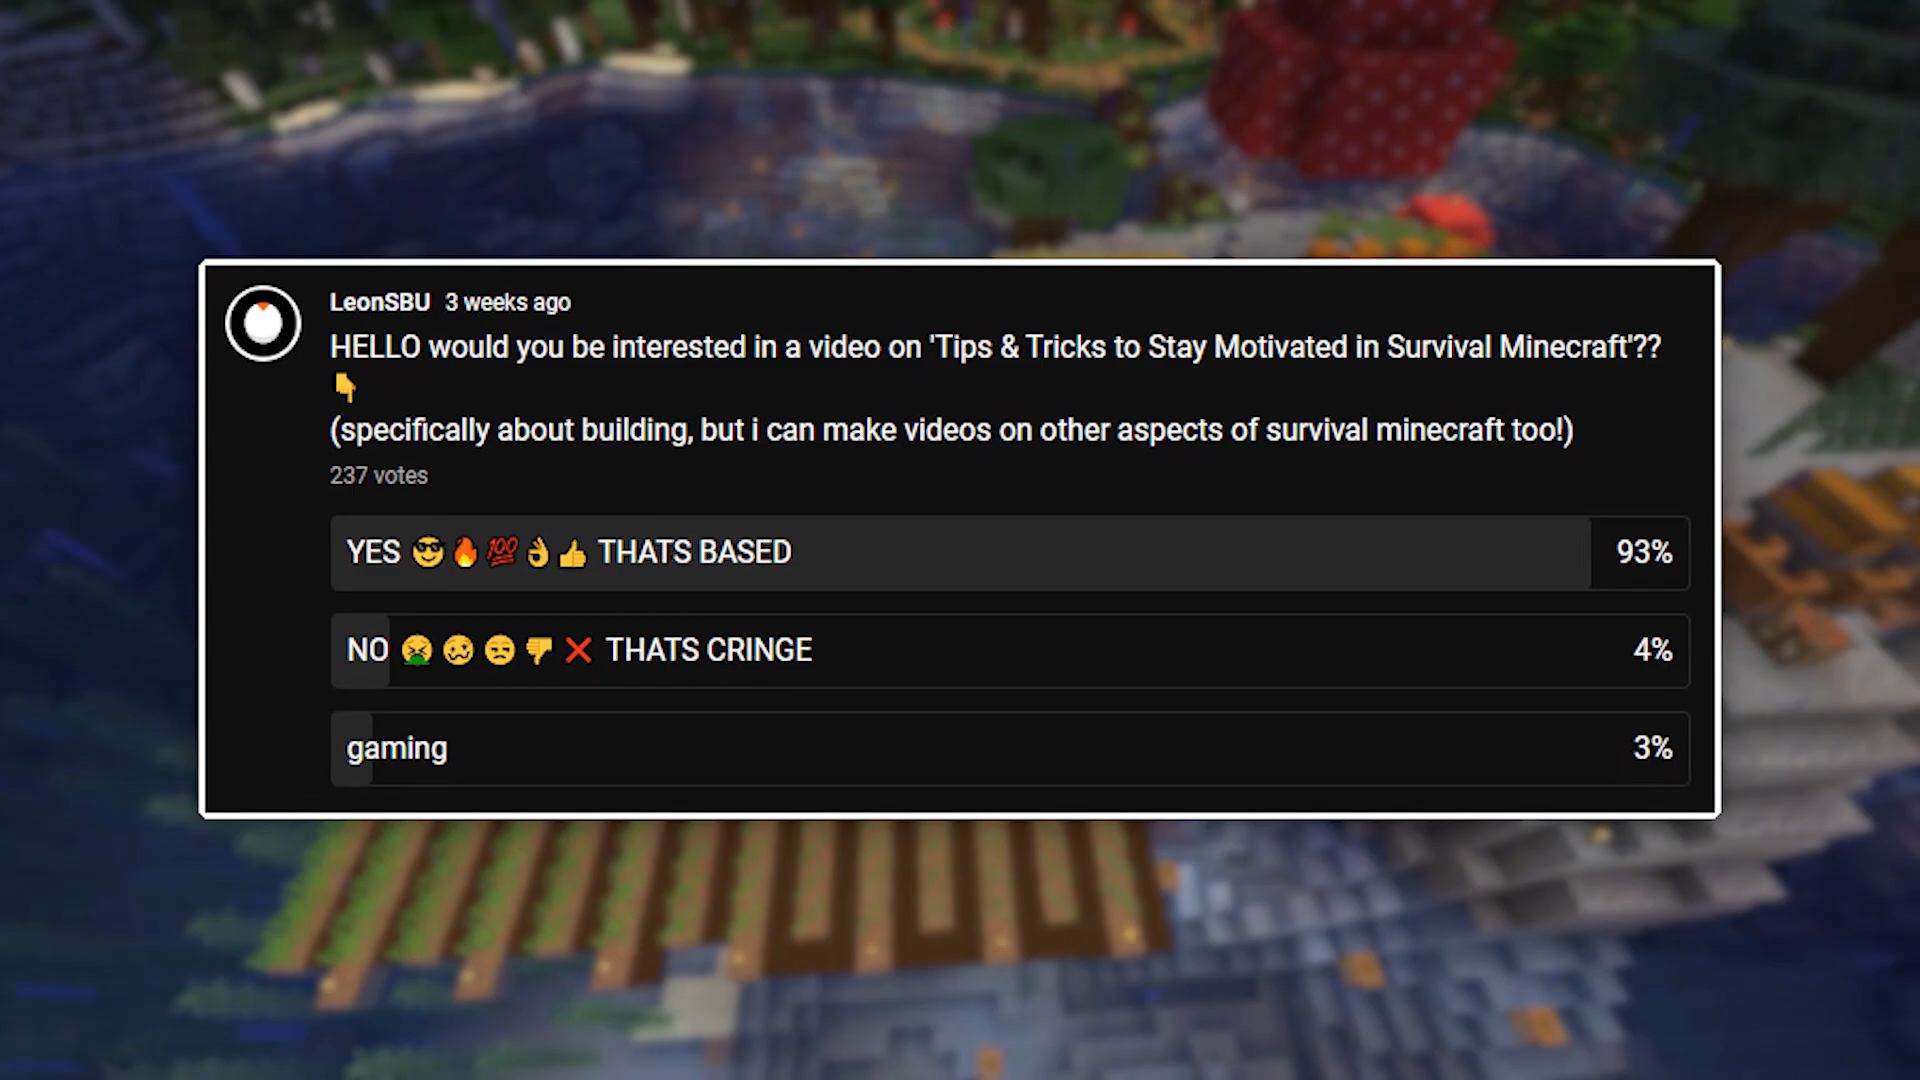 LeonSBU 3 weeks ago
HELLO would you be interested in a video on 'Tips & Tricks to Stay Motivated in Survival Minecraft'??
👇
(specifically about building, but i can make videos on other aspects of survival minecraft too!)
237 votes
YES 😎🔥💯👌👍 THATS BASED 93%
NO 🤮🥴😒👎❌ THATS CRINGE 4%
gaming 3%